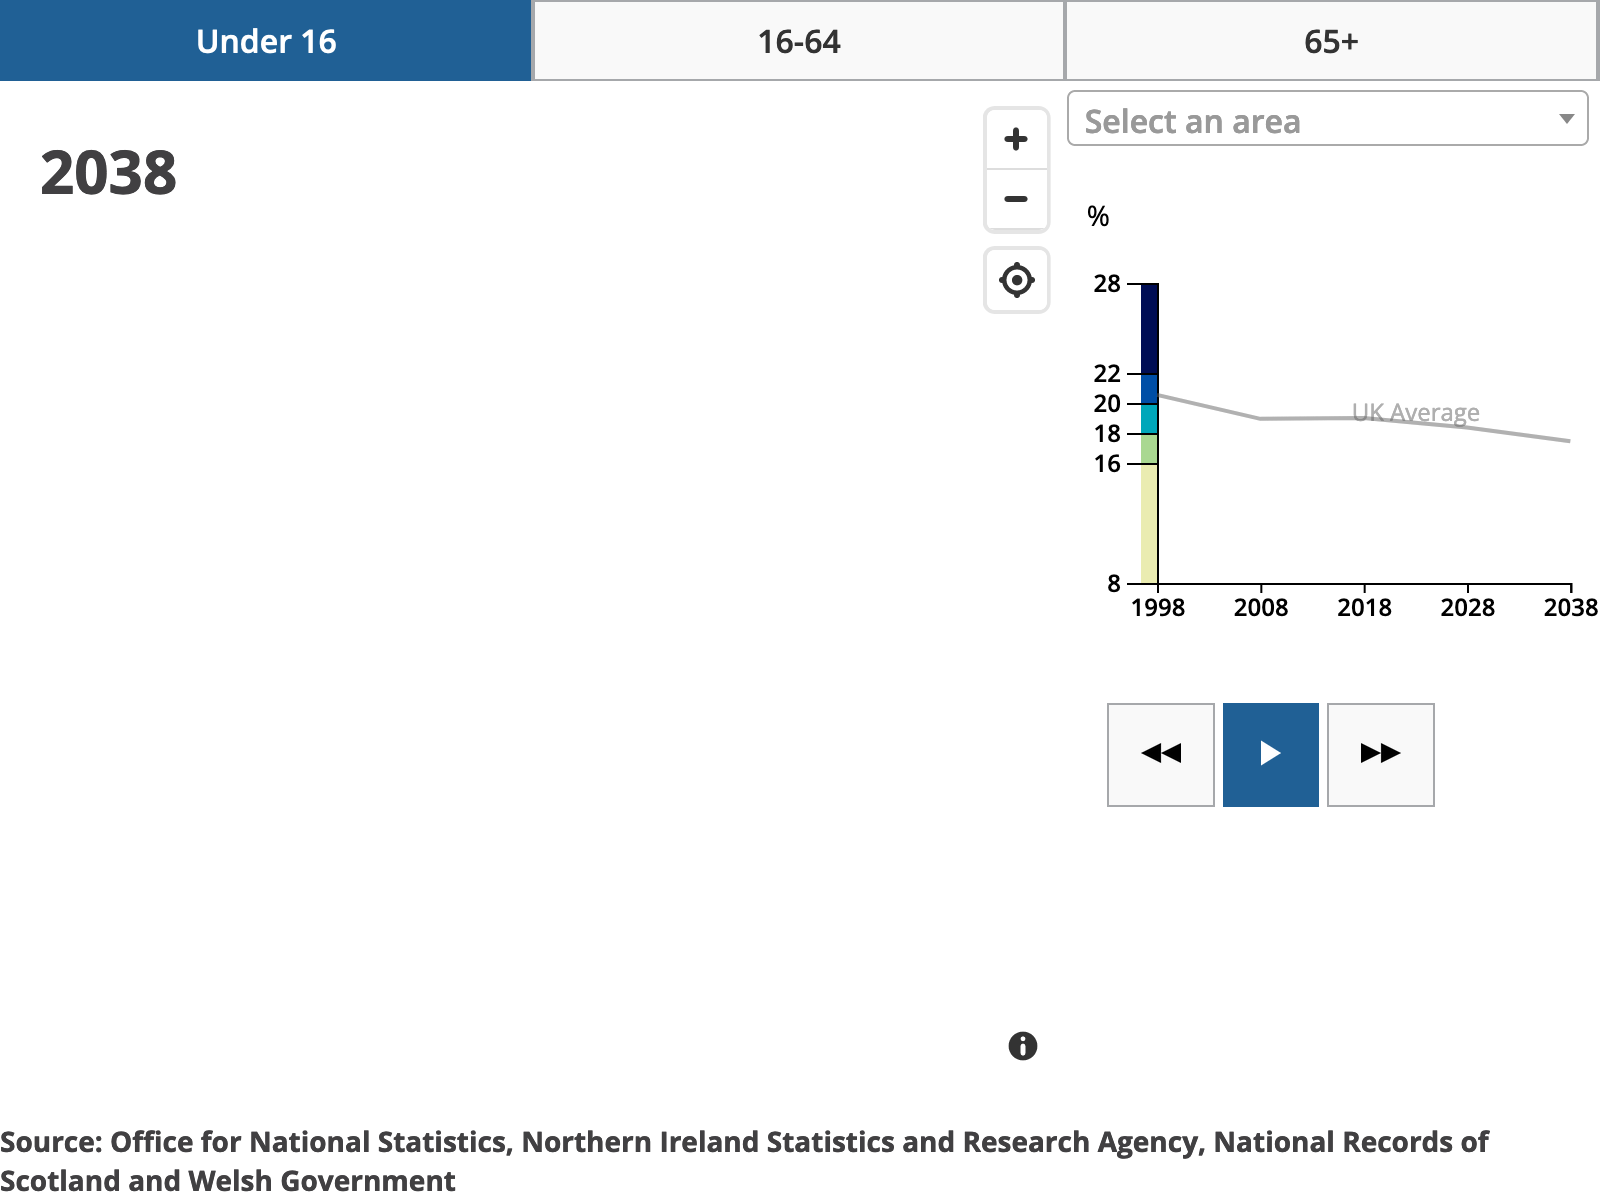 Under 16
16-64
65+
2038
Select an area
%
28
22
20
18
16
8
UK Average
1998 2008 2018 2028 2038
Source: Office for National Statistics, Northern Ireland Statistics and Research Agency, National Records of
Scotland and Welsh Government